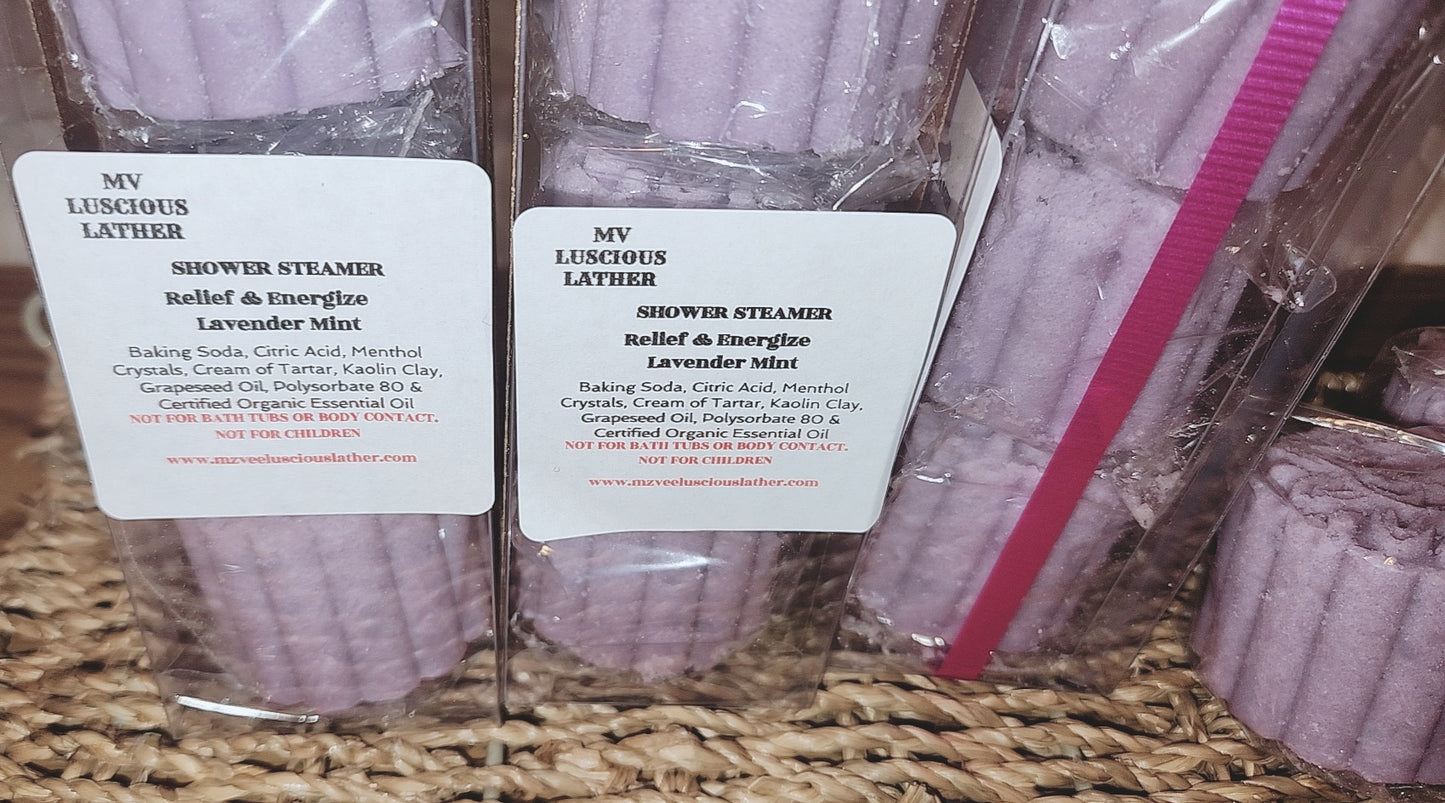 MV
LUSCIOUS
LATHER
SHOWER STEAMER
Relief & Energize
Lavender Mint
Baking Soda, Citric Acid, Menthol
Crystals, Cream of Tartar, Kaolin Clay,
Grapeseed Oil, Polysorbate 80 &
Certified Organic Essential Oil
NOT FOR BATH TUBS OR BODY CONTACT.
NOT FOR CHILDREN
www.mzveelusciouslather.com
MV
LUSCIOUS
LATHER
SHOWER STEAMER
Relief & Energize
Lavender Mint
Baking Soda, Citric Acid, Menthol
Crystals, Cream of Tartar, Kaolin Clay,
Grapeseed Oil, Polysorbate 80 &
Certified Organic Essential Oil
NOT FOR BATH TUBS OR BODY CONTACT.
NOT FOR CHILDREN
www.mzveelusciouslather.com